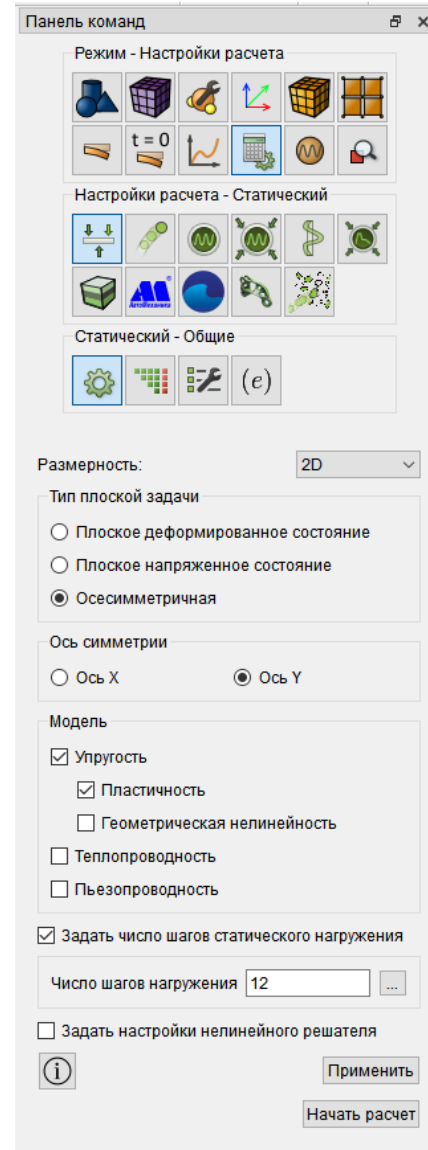 Панель команд
Режим - Настройки расчета
t = 0
Настройки расчета - Статический
Статический - Общие
(e)
Размерность: 2D
Тип плоской задачи
Плоское деформированное состояние
Плоское напряженное состояние
Осесимметричная
Ось симметрии
Ось X Ось Y
Модель
Упругость
Пластичность
Геометрическая нелинейность
Теплопроводность
Пьезопроводность
Задать число шагов статического нагружения
Число шагов нагружения 12 ...
Задать настройки нелинейного решателя
Применить
Начать расчет